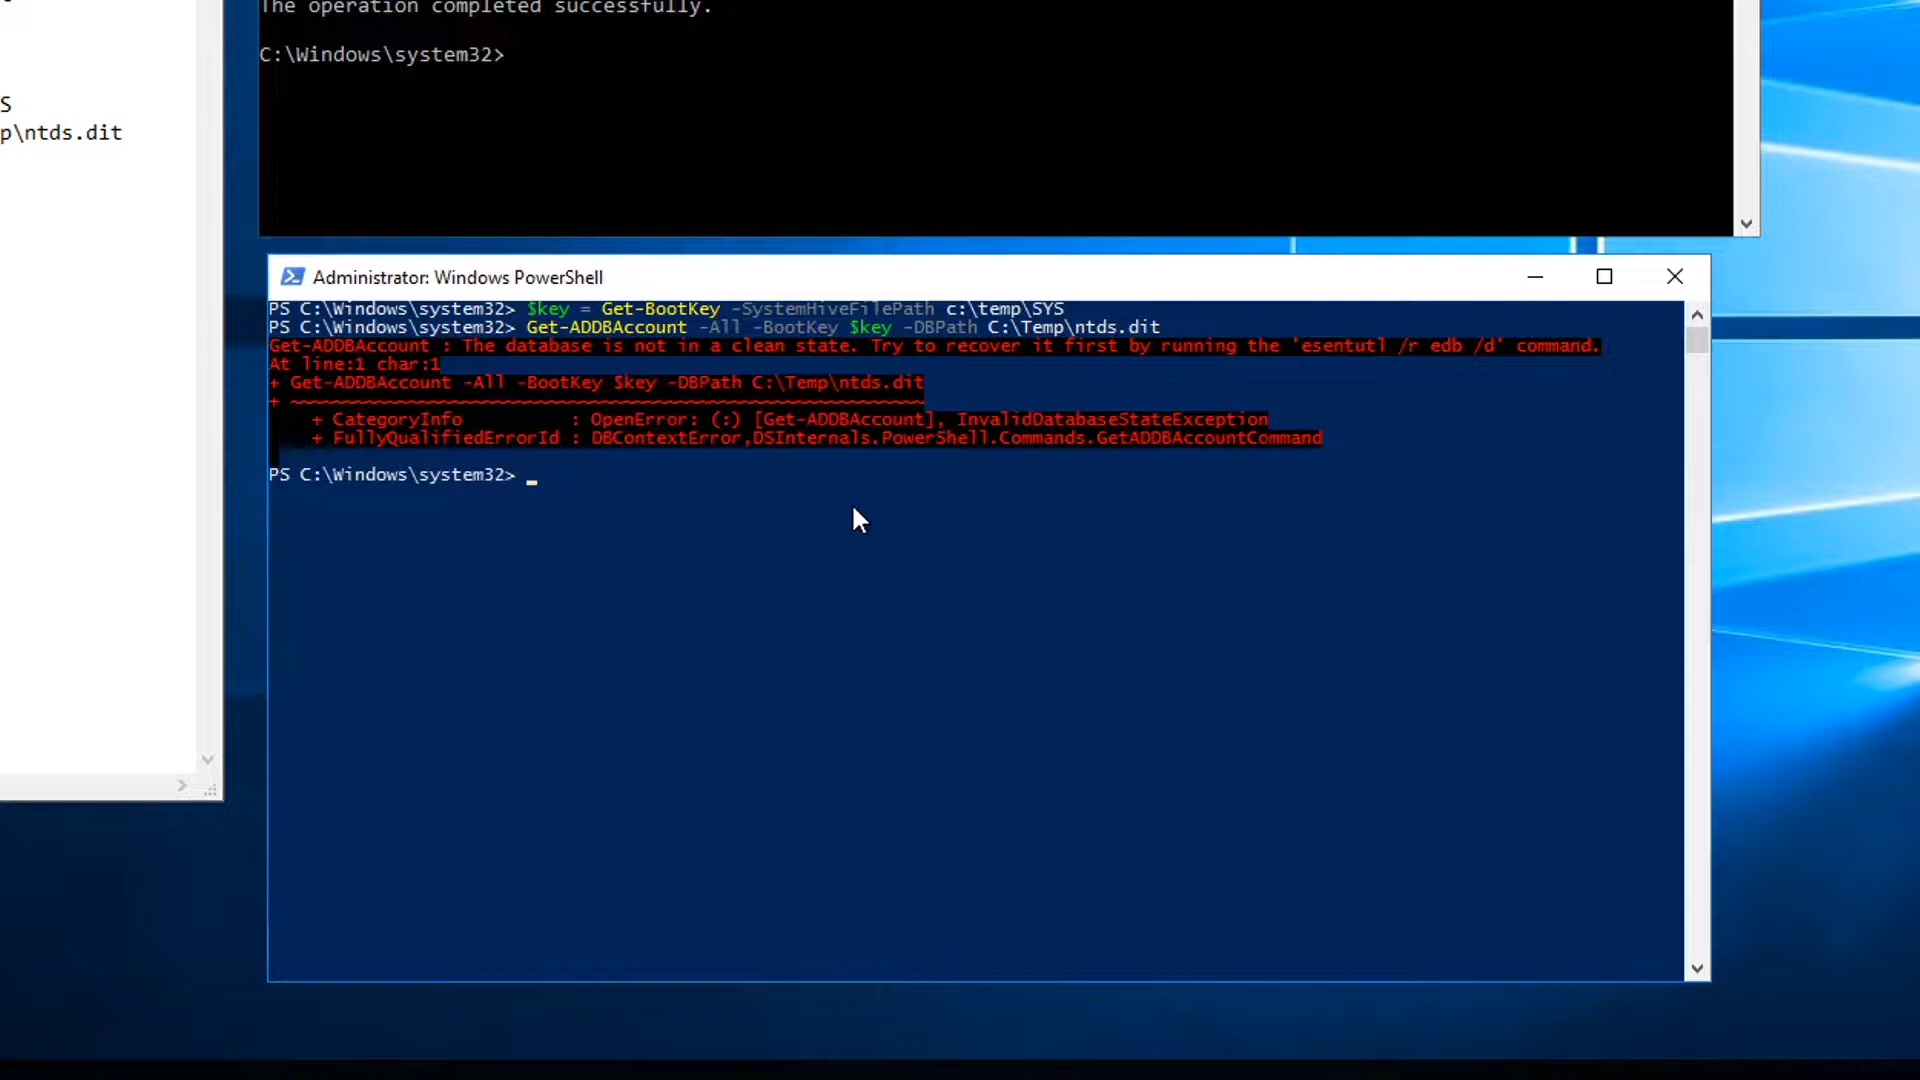 The operation completed successfully.
C:\Windows\system32>
S
p\ntds.dit
Administrator: Windows PowerShell
PS C:\Windows\system32> $key = Get-BootKey -SystemHiveFilePath c:\temp\SYS
PS C:\Windows\system32> Get-ADDBAccount -All -BootKey $key -DBPath C:\Temp\ntds.dit
Get-ADDBAccount : The database is not in a clean state. Try to recover it first by running the 'esentutl /r edb /d' command.
At line:1 char:1
+ Get-ADDBAccount -All -BootKey $key -DBPath C:\Temp\ntds.dit
+ ~~~~~~~~~~~~~~~~~~~~~~~~~~~~~~~~~~~~~~~~~~~~~~~~~~~~~~~~~~~
+ CategoryInfo : OpenError: (:) [Get-ADDBAccount], InvalidDatabaseStateException
+ FullyQualifiedErrorId : DBContextError,DSInternals.PowerShell.Commands.GetADDBAccountCommand
PS C:\Windows\system32> _